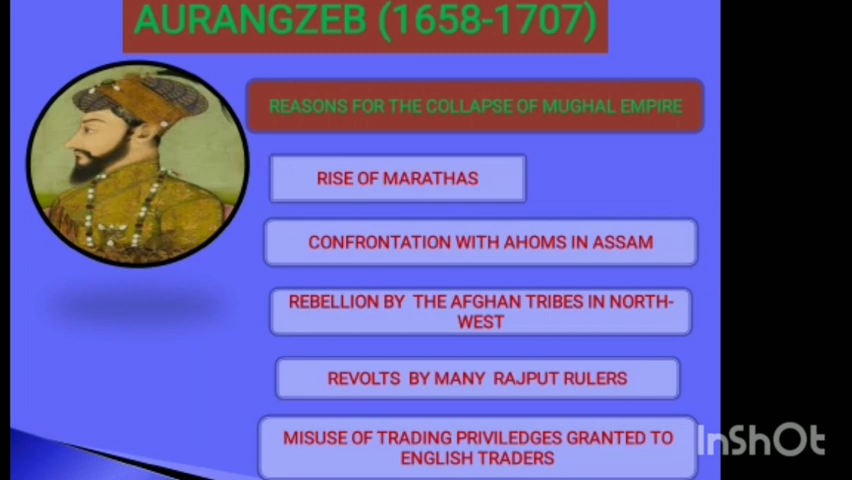 AURANGZEB (1658-1707)
REASONS FOR THE COLLAPSE OF MUGHAL EMPIRE
RISE OF MARATHAS
CONFRONTATION WITH AHOMS IN ASSAM
REBELLION BY THE AFGHAN TRIBES IN NORTH-
WEST
REVOLTS BY MANY RAJPUT RULERS
MISUSE OF TRADING PRIVILEDGES GRANTED TO
ENGLISH TRADERS
InShOt